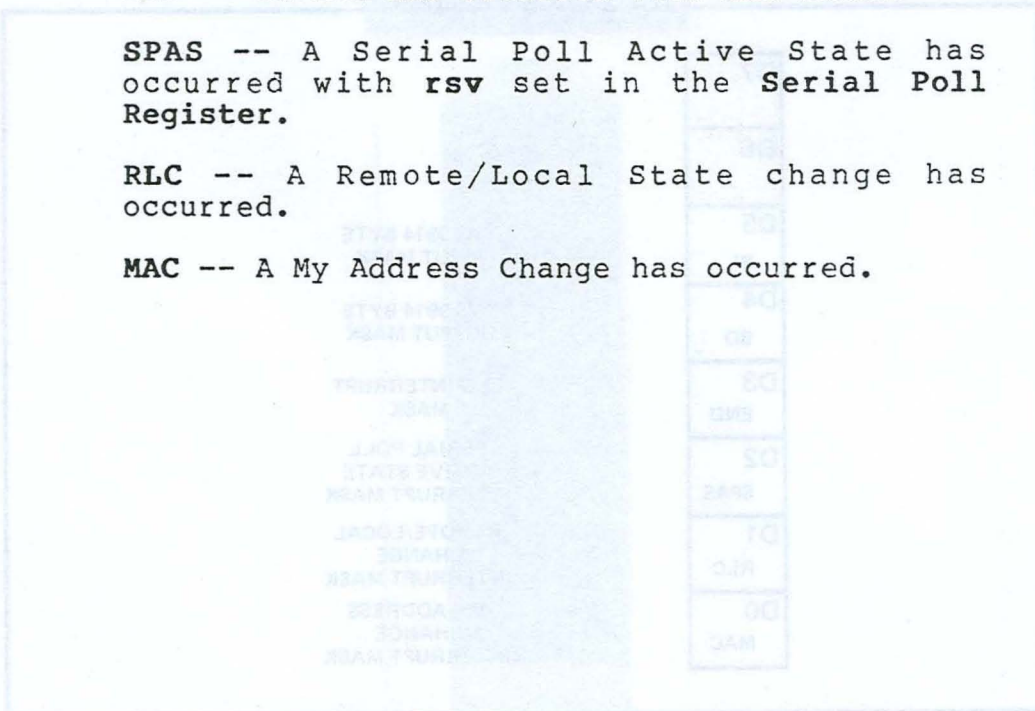 SPAS -- A Serial Poll Active State has
occurred with rsv set in the Serial Poll
Register.
RLC -- A Remote/Local State change has
occurred.
MAC -- A My Address Change has occurred.